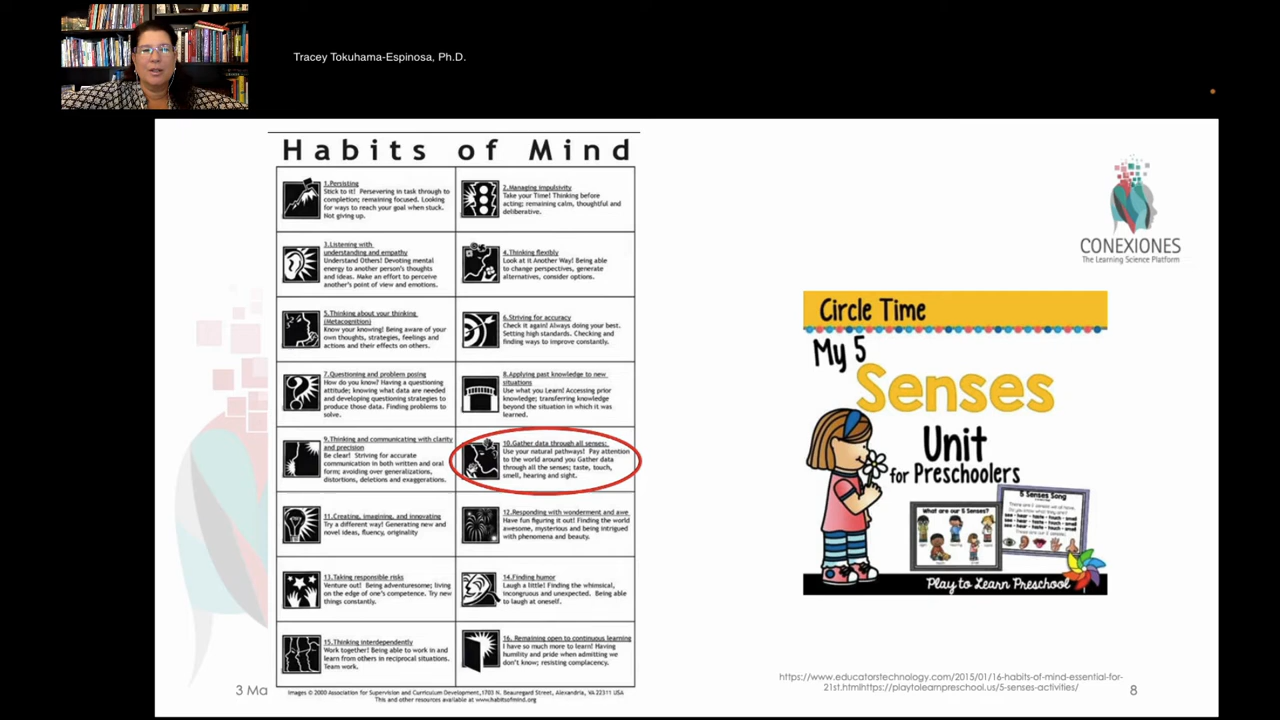 Tracey Tokuhama-Espinosa, Ph.D.
Habits of Mind
1.Persisting
Stick to it! Persevering in task through to
completion; remaining focused. Looking
for ways to reach your goal when stuck.
Not giving up.
2.Managing impulsivity
Take your Time! Thinking before
acting; remaining calm, thoughtful and
deliberative.
3.Listening with
understanding and empathy
Understand Others! Devoting mental
energy to another person's thoughts
and ideas. Make an effort to perceive
another's point of view and emotions.
4.Thinking flexibly
Look at it Another Way! Being able
to change perspectives, generate
alternatives, consider options.
5.Thinking about your thinking
(Metacognition)
Know your knowing! Being aware of your
own thoughts, strategies, feelings and
actions and their effects on others.
6.Striving for accuracy
Check it again! Always doing your best.
Setting high standards. Checking and
finding ways to improve constantly.
7.Questioning and problem posing
How do you know? Having a questioning
attitude; knowing what data are needed
and developing questioning strategies to
produce those data. Finding problems to
solve.
8.Applying past knowledge to new
situations
Use what you Learn! Accessing prior
knowledge; transferring knowledge
beyond the situation in which it was
learned.
9.Thinking and communicating with clarity
and precision
Be clear! Striving for accurate
communication in both written and oral
form; avoiding over generalizations,
distortions, deletions and exaggerations.
10.Gather data through all senses:
Use your natural pathways! Pay attention
to the world around you Gather data
through all the senses; taste, touch,
smell, hearing and sight.
11.Creating, imagining, and innovating
Try a different way! Generating new and
novel ideas, fluency, originality
12.Responding with wonderment and awe
Have fun figuring it out! Finding the world
awesome, mysterious and being intrigued
with phenomena and beauty.
13.Taking responsible risks
Venture out! Being adventuresome; living
on the edge of one's competence. Try new
things constantly.
14.Finding humor
Laugh a little! Finding the whimsical,
incongruous and unexpected. Being able
to laugh at oneself.
15.Thinking interdependently
Work together! Being able to work in and
learn from others in reciprocal situations.
Team work.
16. Remaining open to continuous learning
I have so much more to learn! Having
humility and pride when admitting we
don't know; resisting complacency.
Images © 2000 Association for Supervision and Curriculum Development,1703 N. Beauregard Street, Alexandria, VA 22311 USA
This and other resources available at www.habitsofmind.org
3 Ma
CONEXIONES
The Learning Science Platform
Circle Time
My 5
Senses
Unit
for Preschoolers
What are our 5 Senses?
5 Senses Song
Play to Learn Preschool
https://www.educatorstechnology.com/2015/01/16-habits-of-mind-essential-for-
21st.htmlhttps://playtolearnpreschool.us/5-senses-activities/
8